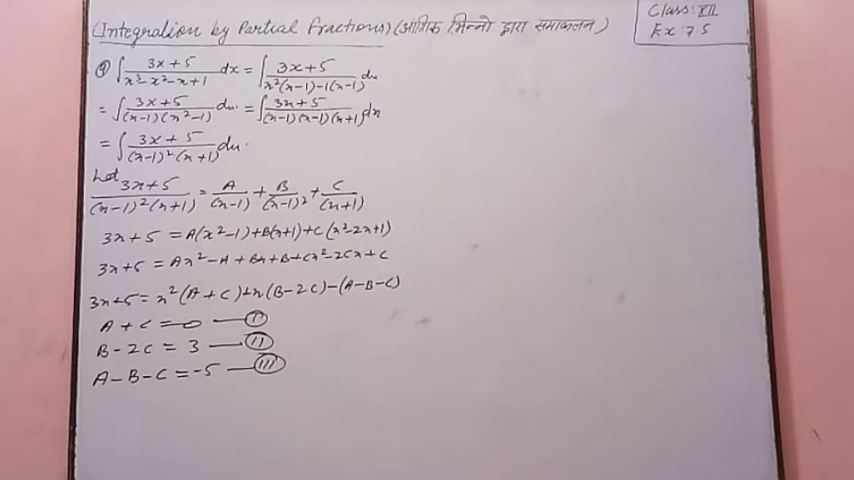 (Integration by Partial Fractions) (आंशिक भिन्नो द्वारा समाकलन)
Class: XII
Ex: 7.5
Q ∫ 3x+5 / x³-x²-x+1 dx = ∫ 3x+5 / x²(x-1)-1(x-1) dx
= ∫ 3x+5 / (x-1)(x²-1) dx = ∫ 3x+5 / (x-1)(x-1)(x+1) dx
= ∫ 3x+5 / (x-1)²(x+1) dx
Let
3x+5 / (x-1)²(x+1) = A / (x-1) + B / (x-1)² + C / (x+1)
3x+5 = A(x²-1)+B(x+1)+C(x²-2x+1)
3x+5 = Ax²-A+Bx+B+Cx²-2Cx+C
3x+5 = x²(A+C)+x(B-2C)-(A-B-C)
A+C=0 — I
B-2C = 3 — II
A-B-C = -5 — III